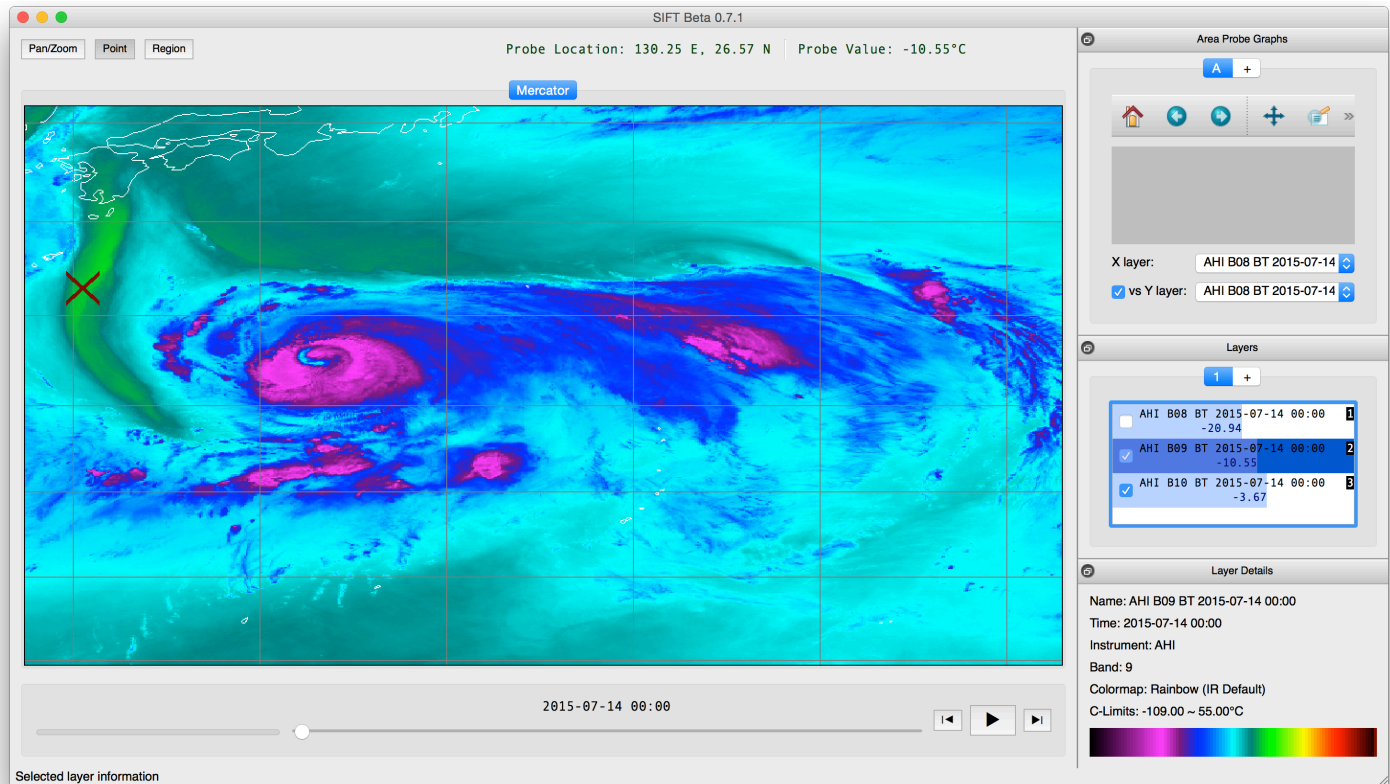 SIFT Beta 0.7.1
Pan/Zoom Point Region Probe Location: 130.25 E, 26.57 N Probe Value: -10.55°C
Mercator
2015-07-14 00:00
Selected layer information
Area Probe Graphs
A +
»
X layer: AHI B08 BT 2015-07-14
vs Y layer: AHI B08 BT 2015-07-14
Layers
1 +
AHI B08 BT 2015-07-14 00:00 1
-20.94
AHI B09 BT 2015-07-14 00:00 2
-10.55
AHI B10 BT 2015-07-14 00:00 3
-3.67
Layer Details
Name: AHI B09 BT 2015-07-14 00:00
Time: 2015-07-14 00:00
Instrument: AHI
Band: 9
Colormap: Rainbow (IR Default)
C-Limits: -109.00 ~ 55.00°C